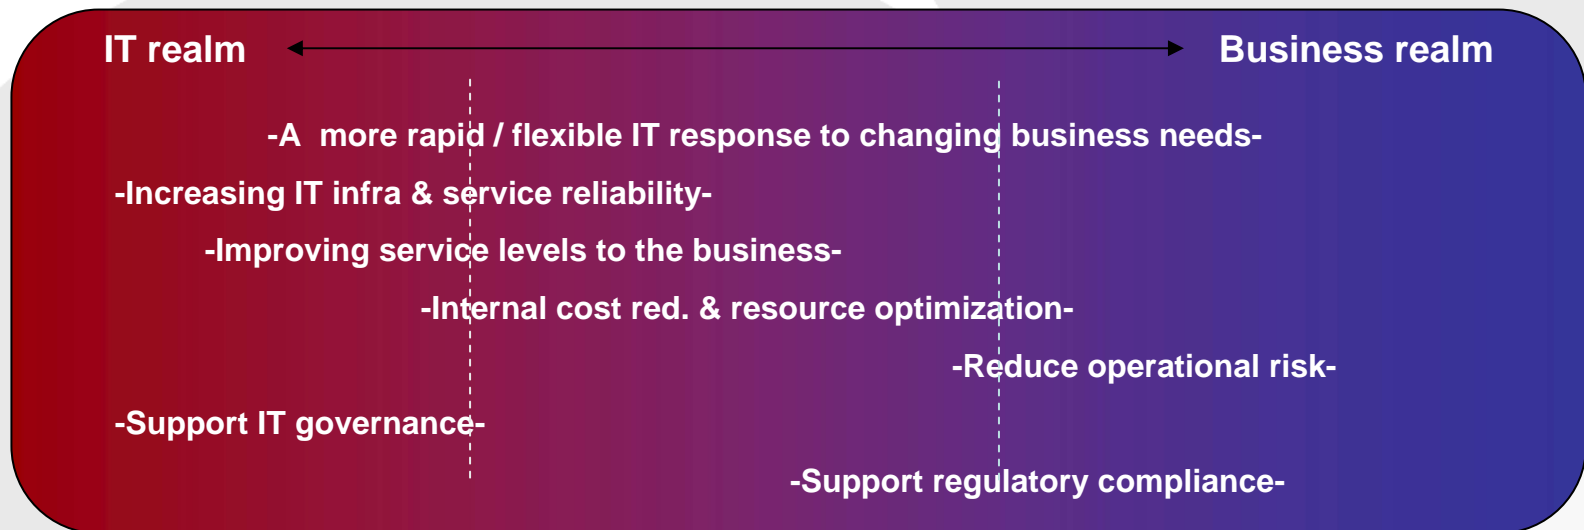 IT realm Business realm
-A more rapid / flexible IT response to changing business needs-
-Increasing IT infra & service reliability-
-Improving service levels to the business-
-Internal cost red. & resource optimization-
-Reduce operational risk-
-Support IT governance-
-Support regulatory compliance-